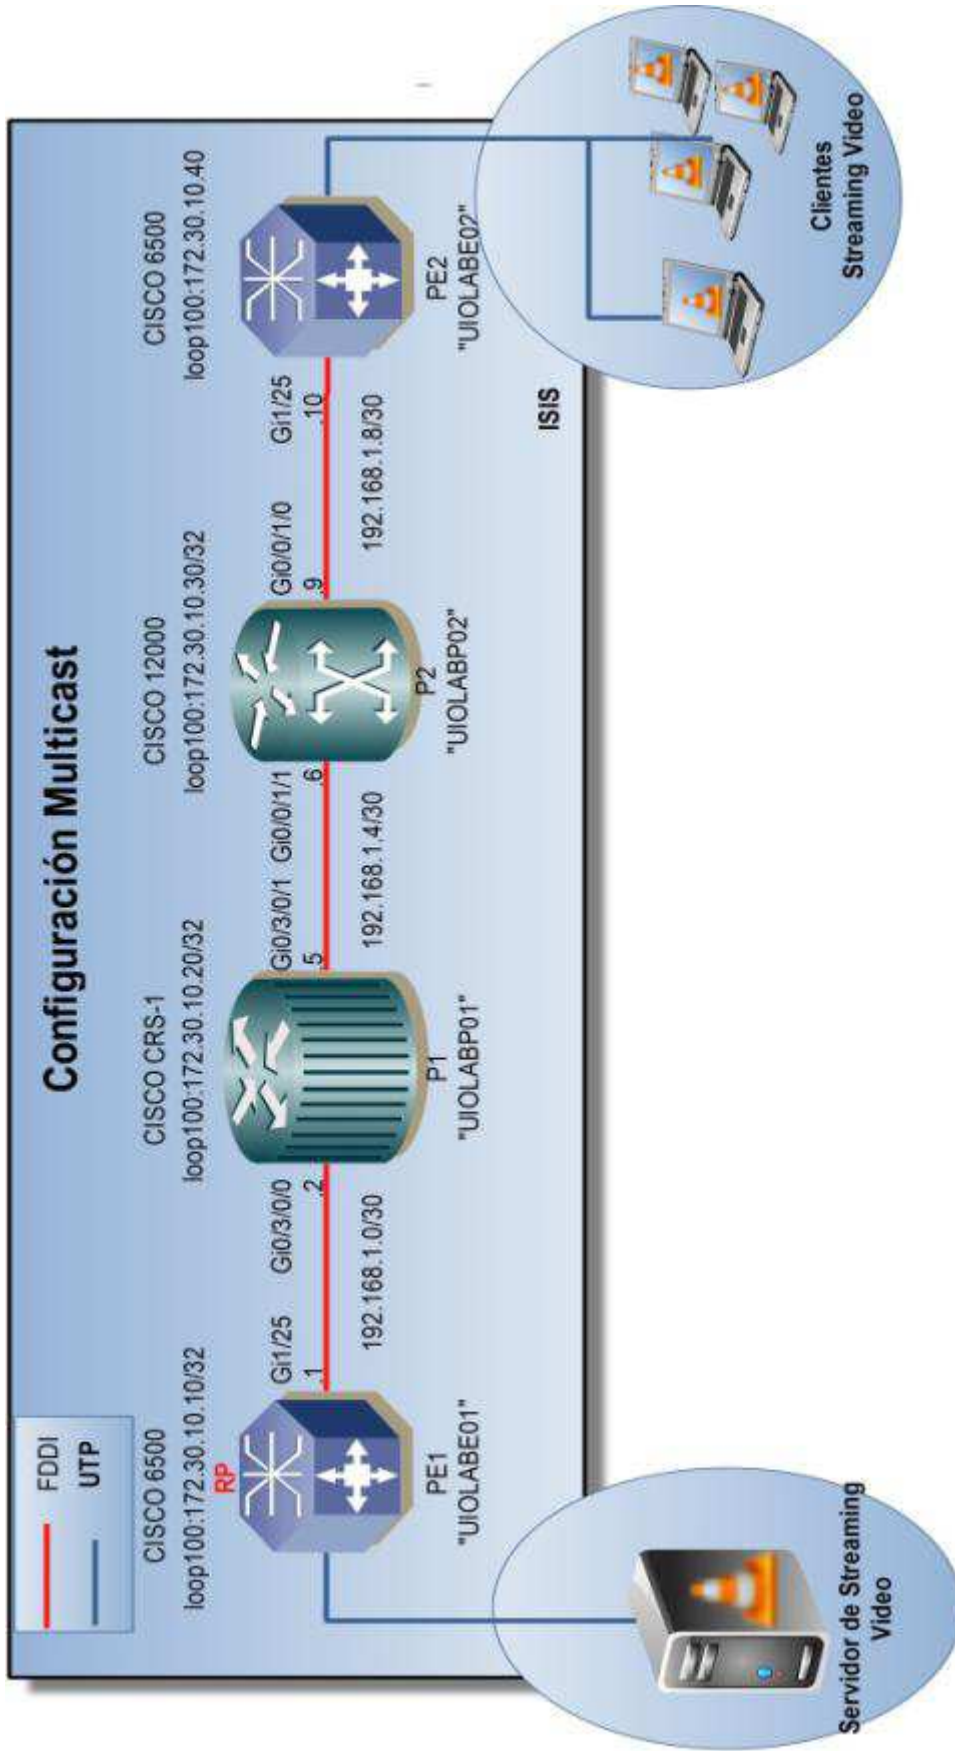 Configuración Multicast
FDDI
UTP
CISCO 6500
loop100:172.30.10.10/32
RP
PE1
"UIOLABE01"
Gi1/25
.1
192.168.1.0/30
Gi0/3/0/0
.2
CISCO CRS-1
loop100:172.30.10.20/32
P1
"UIOLABP01"
Gi0/3/0/1
.5
192.168.1.4/30
Gi0/0/1/1
.6
CISCO 12000
loop100:172.30.10.30/32
P2
"UIOLABP02"
Gi0/0/1/0
.9
192.168.1.8/30
Gi1/25
.10
CISCO 6500
loop100:172.30.10.40
PE2
"UIOLABE02"
ISIS
Servidor de Streaming
Video
Clientes
Streaming Video